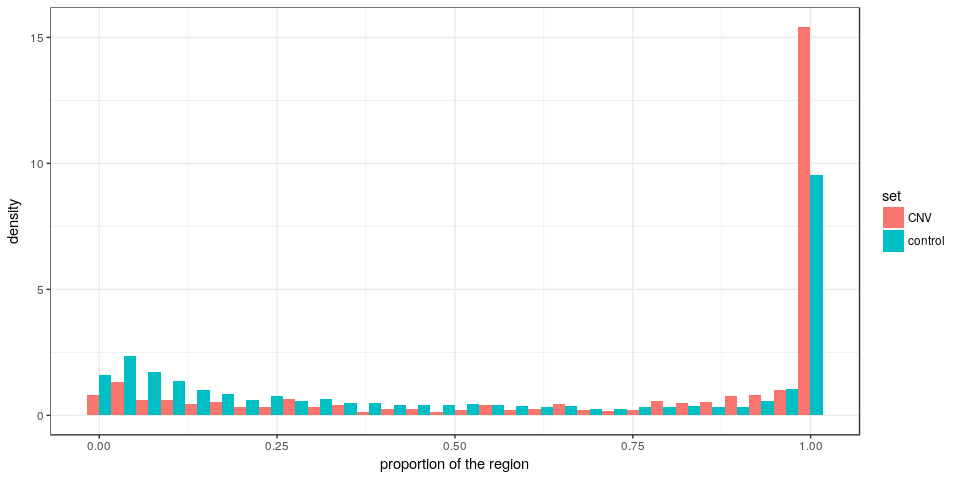 15
10
5
0
density
0.00 0.25 0.50 0.75 1.00
proportion of the region
set
CNV
control